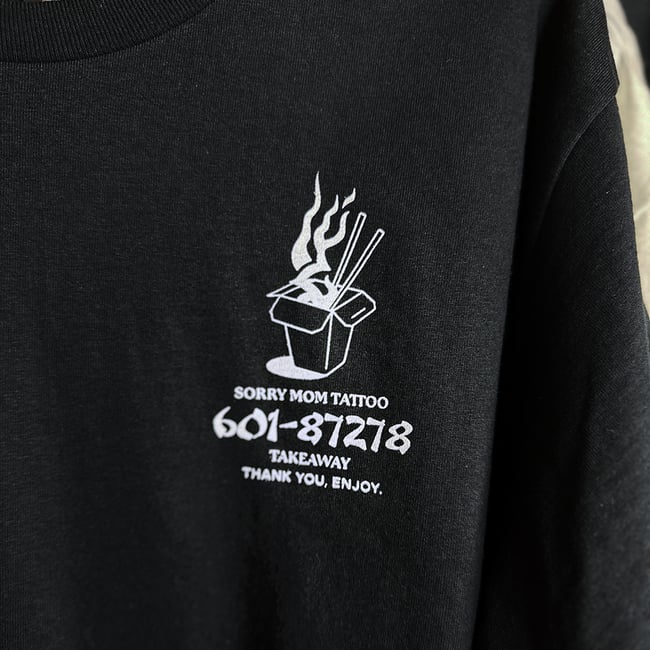 SORRY MOM TATTOO
601-87278
TAKEAWAY
THANK YOU, ENJOY.